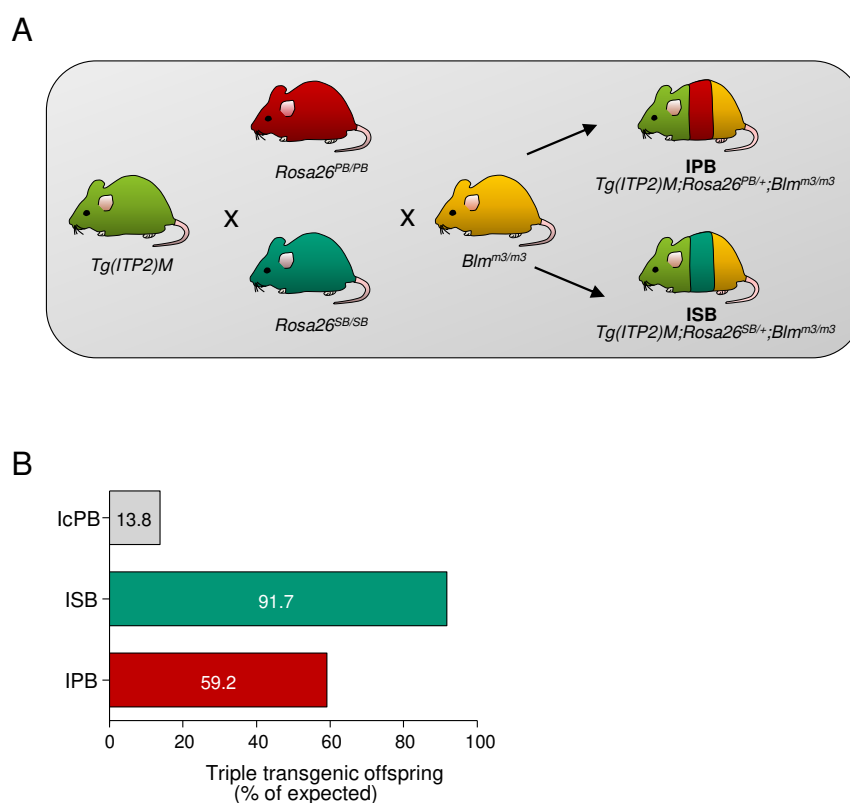 A
Rosa26PB/PB
IPB
Tg(ITP2)M;Rosa26PB/+;Blmm3/m3
X
X
Tg(ITP2)M
Blmm3/m3
Rosa26SB/SB
ISB
Tg(ITP2)M;Rosa26SB/+;Blmm3/m3
B
IcPB
13.8
ISB
91.7
IPB
59.2
0 20 40 60 80 100
Triple transgenic offspring
(% of expected)